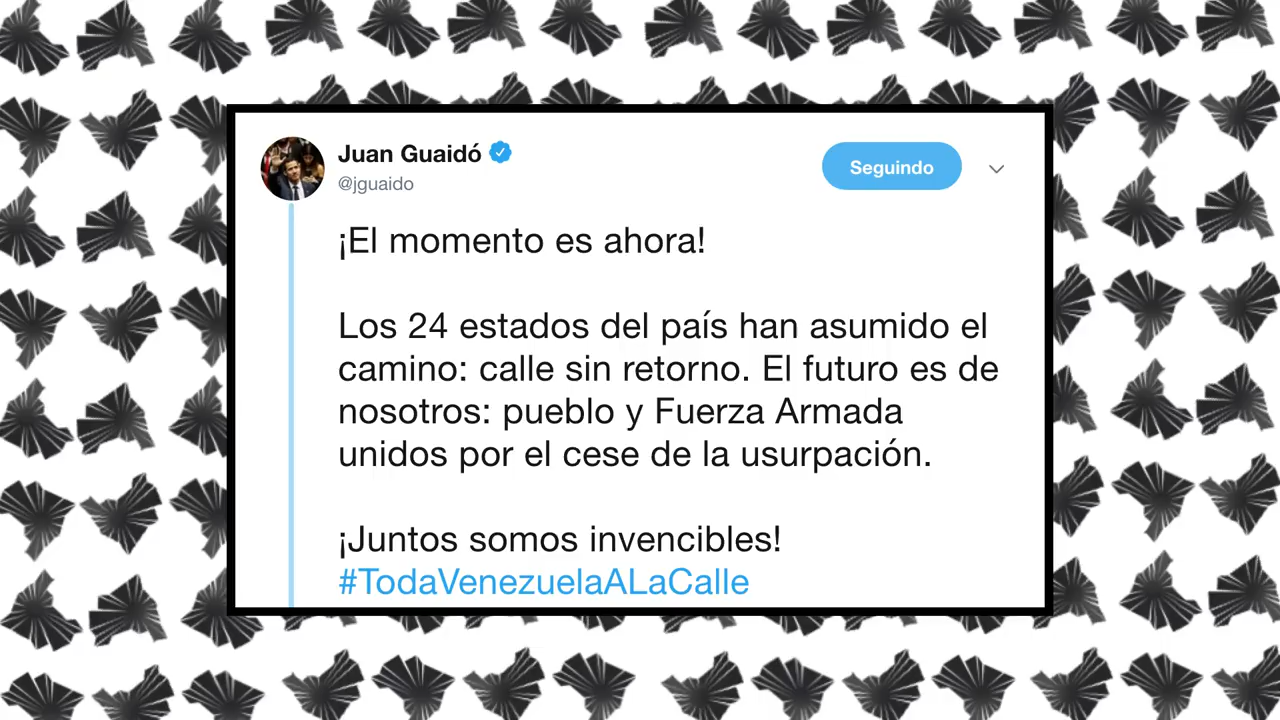 Juan Guaidó
@jguaido
Seguindo
¡El momento es ahora!
Los 24 estados del país han asumido el
camino: calle sin retorno. El futuro es de
nosotros: pueblo y Fuerza Armada
unidos por el cese de la usurpación.
¡Juntos somos invencibles!
#TodaVenezuelaALaCalle